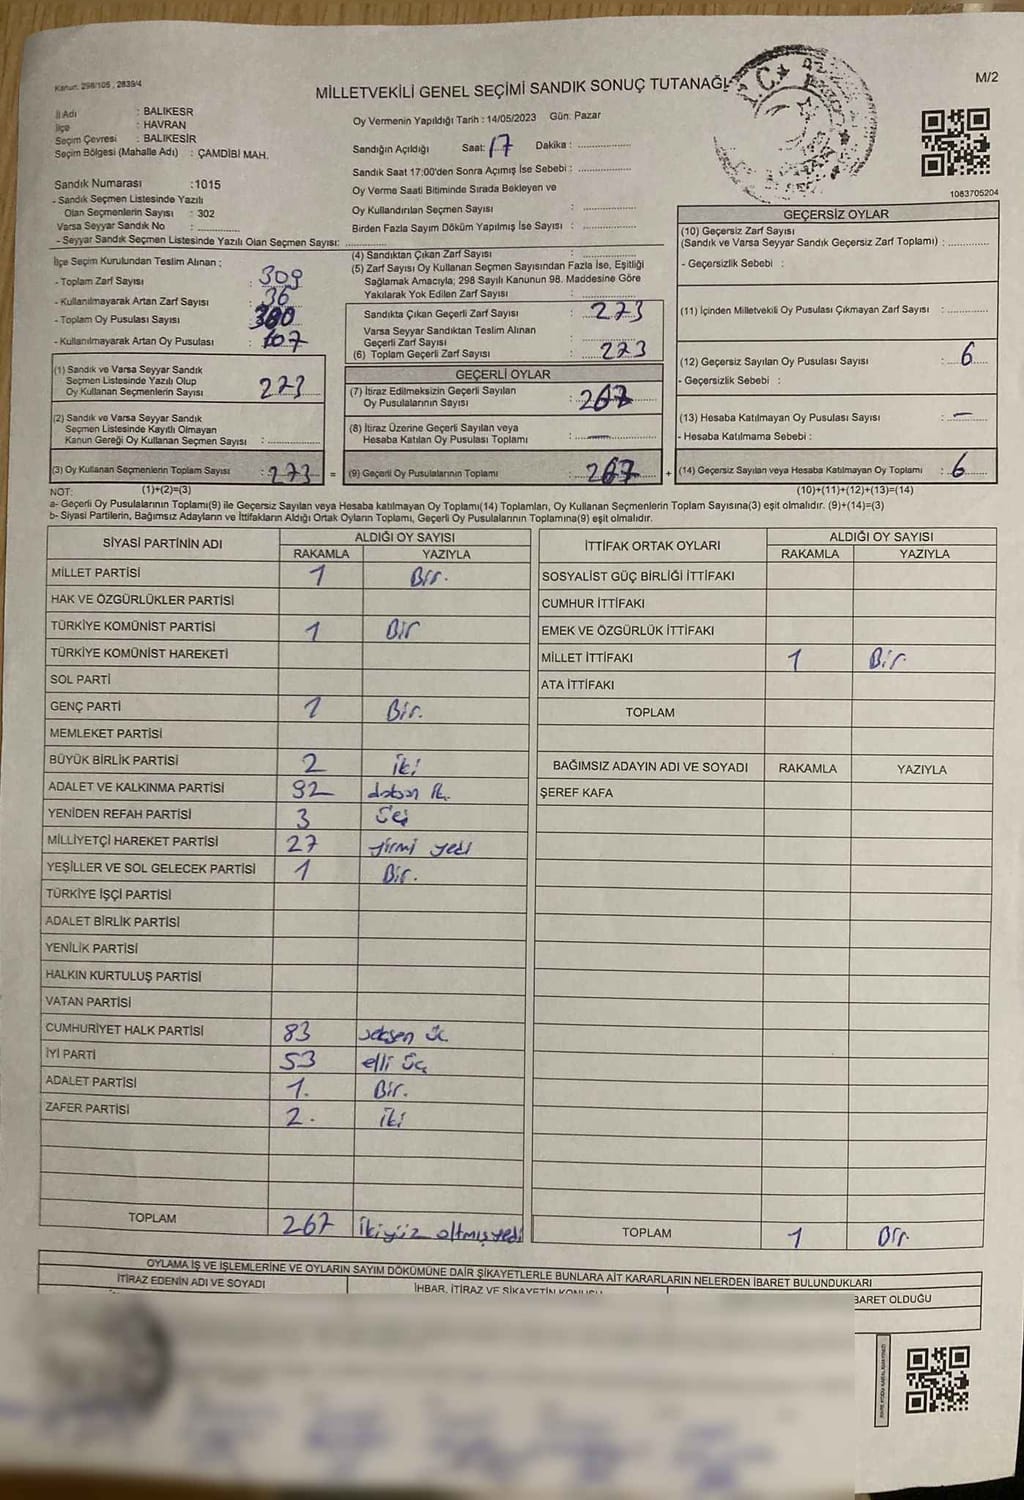 Kanun: 298/105 , 2839/4
MİLLETVEKİLİ GENEL SEÇİMİ SANDIK SONUÇ TUTANAĞI
M/2
İl Adı : BALIKESR
İlçe : HAVRAN
Seçim Çevresi : BALIKESİR
Seçim Bölgesi (Mahalle Adı) : ÇAMDİBİ MAH.
Sandık Numarası :1015
- Sandık Seçmen Listesinde Yazılı
Olan Seçmenlerin Sayısı : 302
Varsa Seyyar Sandık No : ..............
- Seyyar Sandık Seçmen Listesinde Yazılı Olan Seçmen Sayısı: ..............
Oy Vermenin Yapıldığı Tarih : 14/05/2023 Gün: Pazar
Sandığın Açıldığı Saat: 17 Dakika : ..............
Sandık Saat 17:00'den Sonra Açımış İse Sebebi : ..............
Oy Verme Saati Bitiminde Sırada Bekleyen ve
Oy Kullandırılan Seçmen Sayısı : ..............
Birden Fazla Sayım Döküm Yapılmış İse Sayısı : ..............
1083705204
İlçe Seçim Kurulundan Teslim Alınan ;
- Toplam Zarf Sayısı : 309
- Kullanılmayarak Artan Zarf Sayısı : 36
- Toplam Oy Pusulası Sayısı : 380
- Kullanılmayarak Artan Oy Pusulası : 107
(1) Sandık ve Varsa Seyyar Sandık
Seçmen Listesinde Yazılı Olup
Oy Kullanan Seçmenlerin Sayısı : 273
(2) Sandık ve Varsa Seyyar Sandık
Seçmen Listesinde Kayıtlı Olmayan
Kanun Gereği Oy Kullanan Seçmen Sayısı : ..............
(3) Oy Kullanan Seçmenlerin Toplam Sayısı : 273 =
(4) Sandıktan Çıkan Zarf Sayısı : ..............
(5) Zarf Sayısı Oy Kullanan Seçmen Sayısından Fazla İse, Eşitliği
Sağlamak Amacıyla; 298 Sayılı Kanunun 98. Maddesine Göre
Yakılarak Yok Edilen Zarf Sayısı : ..............
Sandıkta Çıkan Geçerli Zarf Sayısı : 273
Varsa Seyyar Sandıktan Teslim Alınan
Geçerli Zarf Sayısı : ..............
(6) Toplam Geçerli Zarf Sayısı : 273
GEÇERLİ OYLAR
(7) İtiraz Edilmeksizin Geçerli Sayılan
Oy Pusulalarının Sayısı : 267
(8) İtiraz Üzerine Geçerli Sayılan veya
Hesaba Katılan Oy Pusulası Toplamı : —
(9) Geçerli Oy Pusulalarının Toplamı : 267 +
GEÇERSİZ OYLAR
(10) Geçersiz Zarf Sayısı
(Sandık ve Varsa Seyyar Sandık Geçersiz Zarf Toplamı) : ..............
- Geçersizlik Sebebi :
(11) İçinden Milletvekili Oy Pusulası Çıkmayan Zarf Sayısı : ..............
(12) Geçersiz Sayılan Oy Pusulası Sayısı : 6
- Geçersizlik Sebebi :
(13) Hesaba Katılmayan Oy Pusulası Sayısı : —
- Hesaba Katılmama Sebebi :
(14) Geçersiz Sayılan veya Hesaba Katılmayan Oy Toplamı : 6
NOT: (1)+(2)=(3) (10)+(11)+(12)+(13)=(14)
a- Geçerli Oy Pusulalarının Toplamı(9) ile Geçersiz Sayılan veya Hesaba katılmayan Oy Toplamı(14) Toplamları, Oy Kullanan Seçmenlerin Toplam Sayısına(3) eşit olmalıdır. (9)+(14)=(3)
b- Siyasi Partilerin, Bağımsız Adayların ve İttifakların Aldığı Ortak Oyların Toplamı, Geçerli Oy Pusulalarının Toplamına(9) eşit olmalıdır.
SİYASİ PARTİNİN ADI ALDIĞI OY SAYISI
RAKAMLA YAZIYLA
MİLLET PARTİSİ 1 Bir.
HAK VE ÖZGÜRLÜKLER PARTİSİ
TÜRKİYE KOMÜNİST PARTİSİ 1 Bir
TÜRKİYE KOMÜNİST HAREKETİ
SOL PARTİ
GENÇ PARTİ 1 Bir.
MEMLEKET PARTİSİ
BÜYÜK BİRLİK PARTİSİ 2 iki
ADALET VE KALKINMA PARTİSİ 92
YENİDEN REFAH PARTİSİ 3 üç
MİLLİYETÇİ HAREKET PARTİSİ 27 yirmi yedi
YEŞİLLER VE SOL GELECEK PARTİSİ 1 Bir.
TÜRKİYE İŞÇİ PARTİSİ
ADALET BİRLİK PARTİSİ
YENİLİK PARTİSİ
HALKIN KURTULUŞ PARTİSİ
VATAN PARTİSİ
CUMHURİYET HALK PARTİSİ 83 seksen üç
İYİ PARTİ 53 elli üç
ADALET PARTİSİ 1. Bir.
ZAFER PARTİSİ 2. iki
TOPLAM 267 ikiyüz altmışyedi
İTTİFAK ORTAK OYLARI ALDIĞI OY SAYISI
RAKAMLA YAZIYLA
SOSYALİST GÜÇ BİRLİĞİ İTTİFAKI
CUMHUR İTTİFAKI
EMEK VE ÖZGÜRLÜK İTTİFAKI
MİLLET İTTİFAKI 1 Bir.
ATA İTTİFAKI
TOPLAM
BAĞIMSIZ ADAYIN ADI VE SOYADI RAKAMLA YAZIYLA
ŞEREF KAFA
TOPLAM 1 Bir
OYLAMA İŞ VE İŞLEMLERİNE VE OYLARIN SAYIM DÖKÜMÜNE DAİR ŞİKAYETLERLE BUNLARA AİT KARARLARIN NELERDEN İBARET BULUNDUKLARI
İTİRAZ EDENİN ADI VE SOYADI İHBAR, İTİRAZ VE ŞİKAYETİN KONUSU BARET OLDUĞU